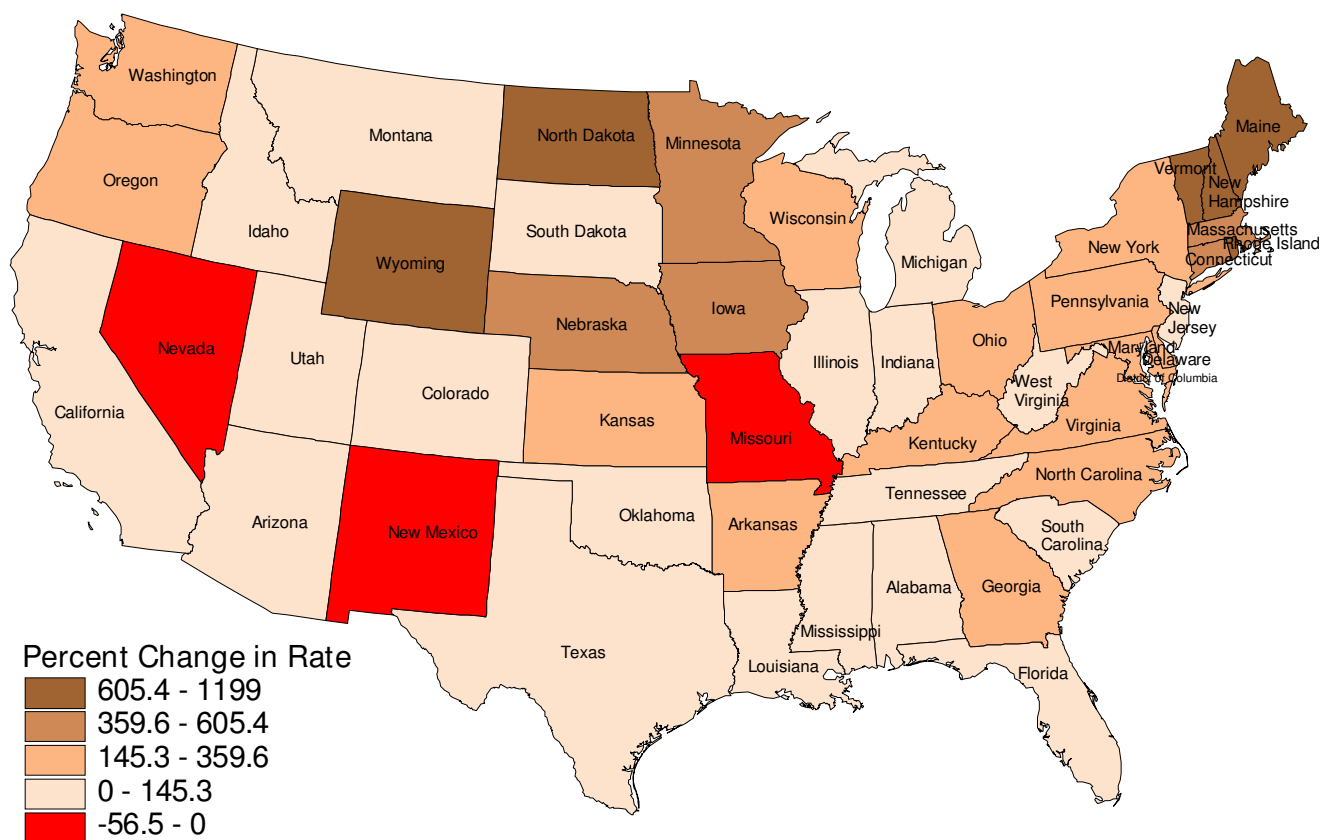 Washington
Montana
North Dakota
Minnesota
Maine
Oregon
Vermont
New
Hampshire
Idaho
South Dakota
Wisconsin
Massachusetts
Rhode Island
New York
Connecticut
Wyoming
Michigan
Pennsylvania
Iowa
New
Jersey
Nebraska
Ohio
Nevada
Utah
Illinois
Indiana
Maryland
Delaware
District of Columbia
West
Virginia
Colorado
California
Kansas
Missouri
Kentucky
Virginia
North Carolina
Tennessee
Arizona
New Mexico
Oklahoma
Arkansas
South
Carolina
Alabama
Georgia
Mississippi
Texas
Louisiana
Florida
Percent Change in Rate
605.4 - 1199
359.6 - 605.4
145.3 - 359.6
0 - 145.3
-56.5 - 0